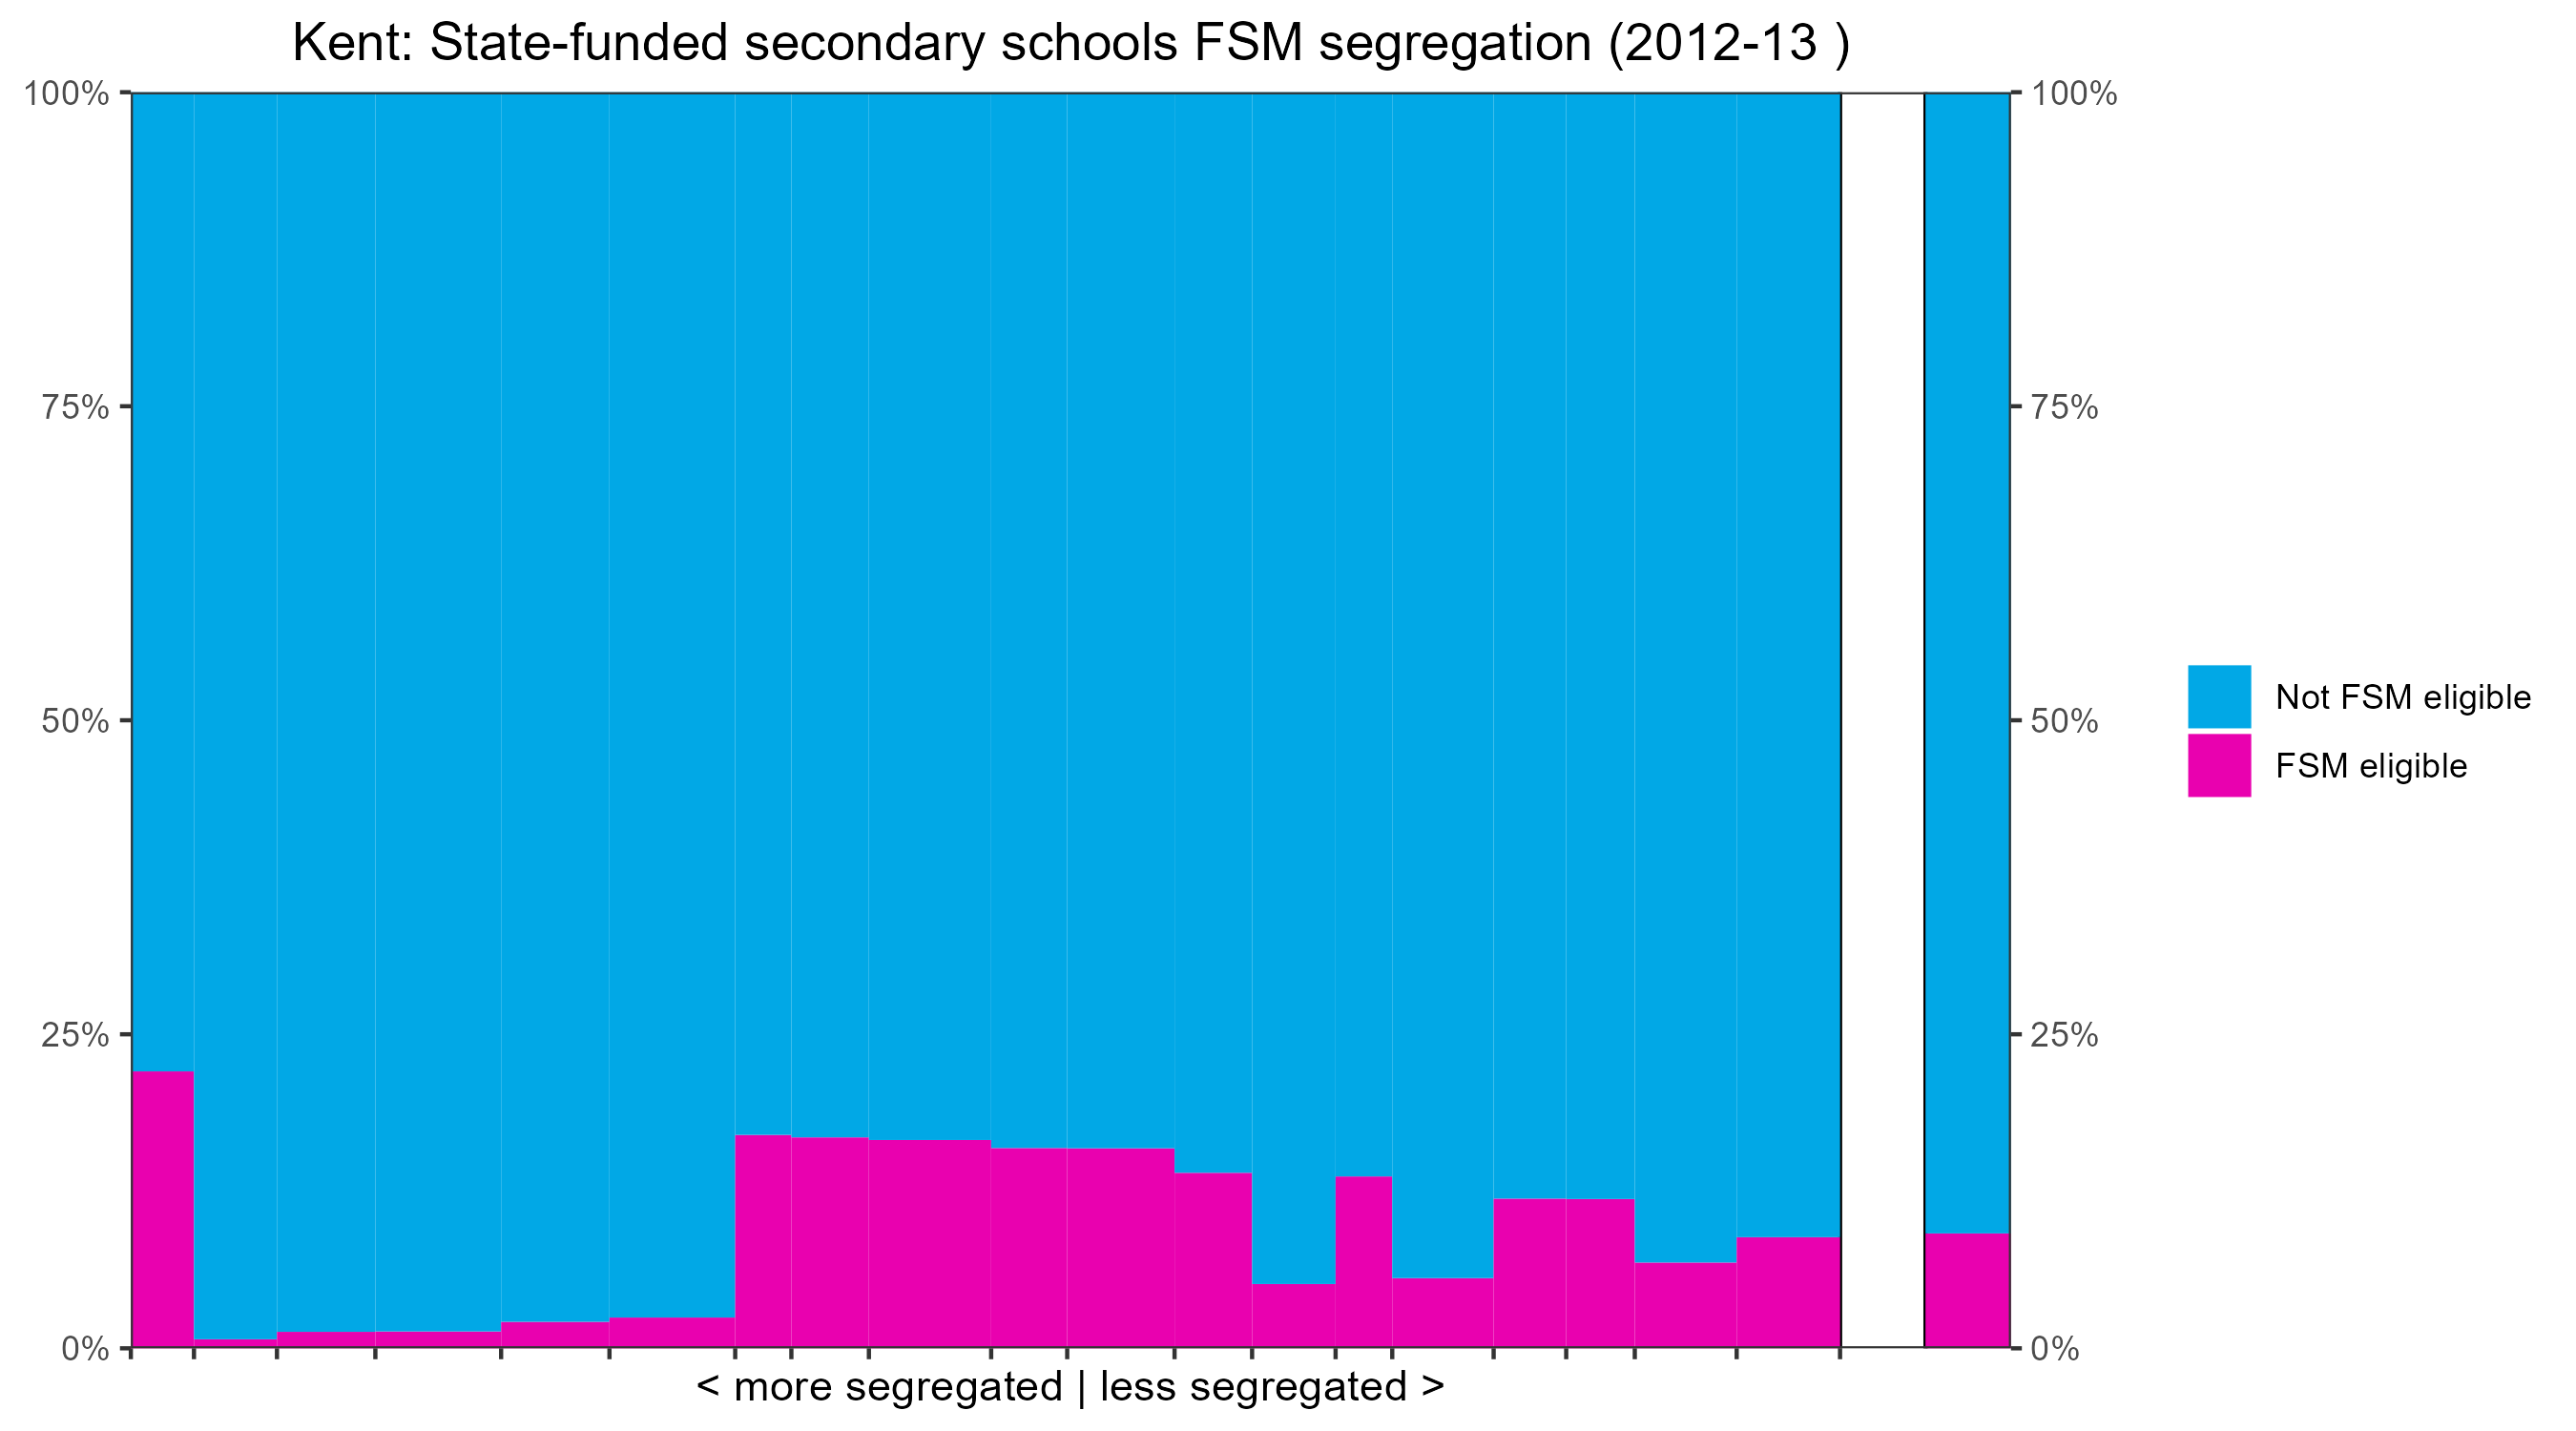 Kent: State-funded secondary schools FSM segregation (2012-13 )
100%
75%
50%
25%
0%
100%
75%
50%
25%
0%
Not FSM eligible
FSM eligible
< more segregated | less segregated >